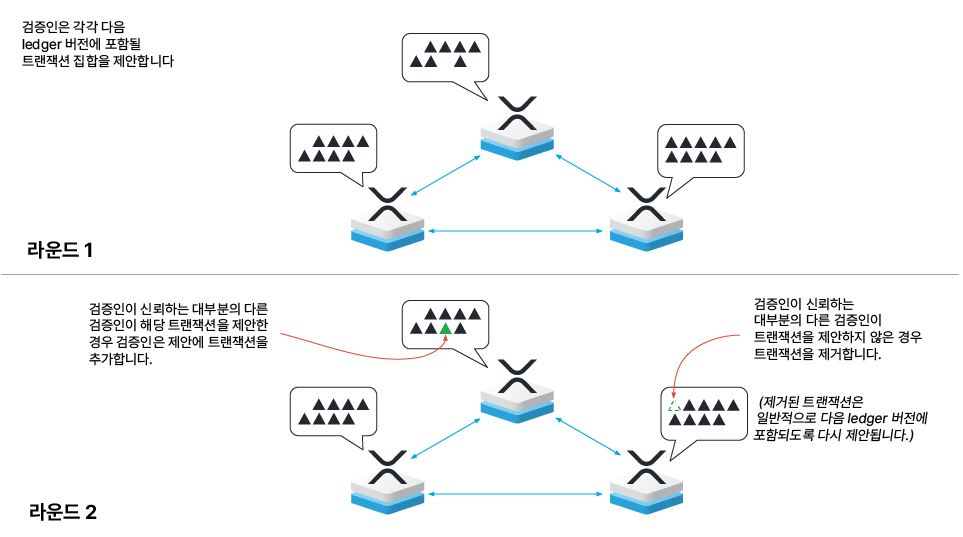 검증인은 각각 다음
ledger 버전에 포함될
트랜잭션 집합을 제안합니다
라운드 1
검증인이 신뢰하는 대부분의 다른
검증인이 해당 트랜잭션을 제안한
경우 검증인은 제안에 트랜잭션을
추가합니다.
검증인이 신뢰하는
대부분의 다른 검증인이
트랜잭션을 제안하지 않은 경우
트랜잭션을 제거합니다.
(제거된 트랜잭션은
일반적으로 다음 ledger 버전에
포함되도록 다시 제안됩니다.)
라운드 2